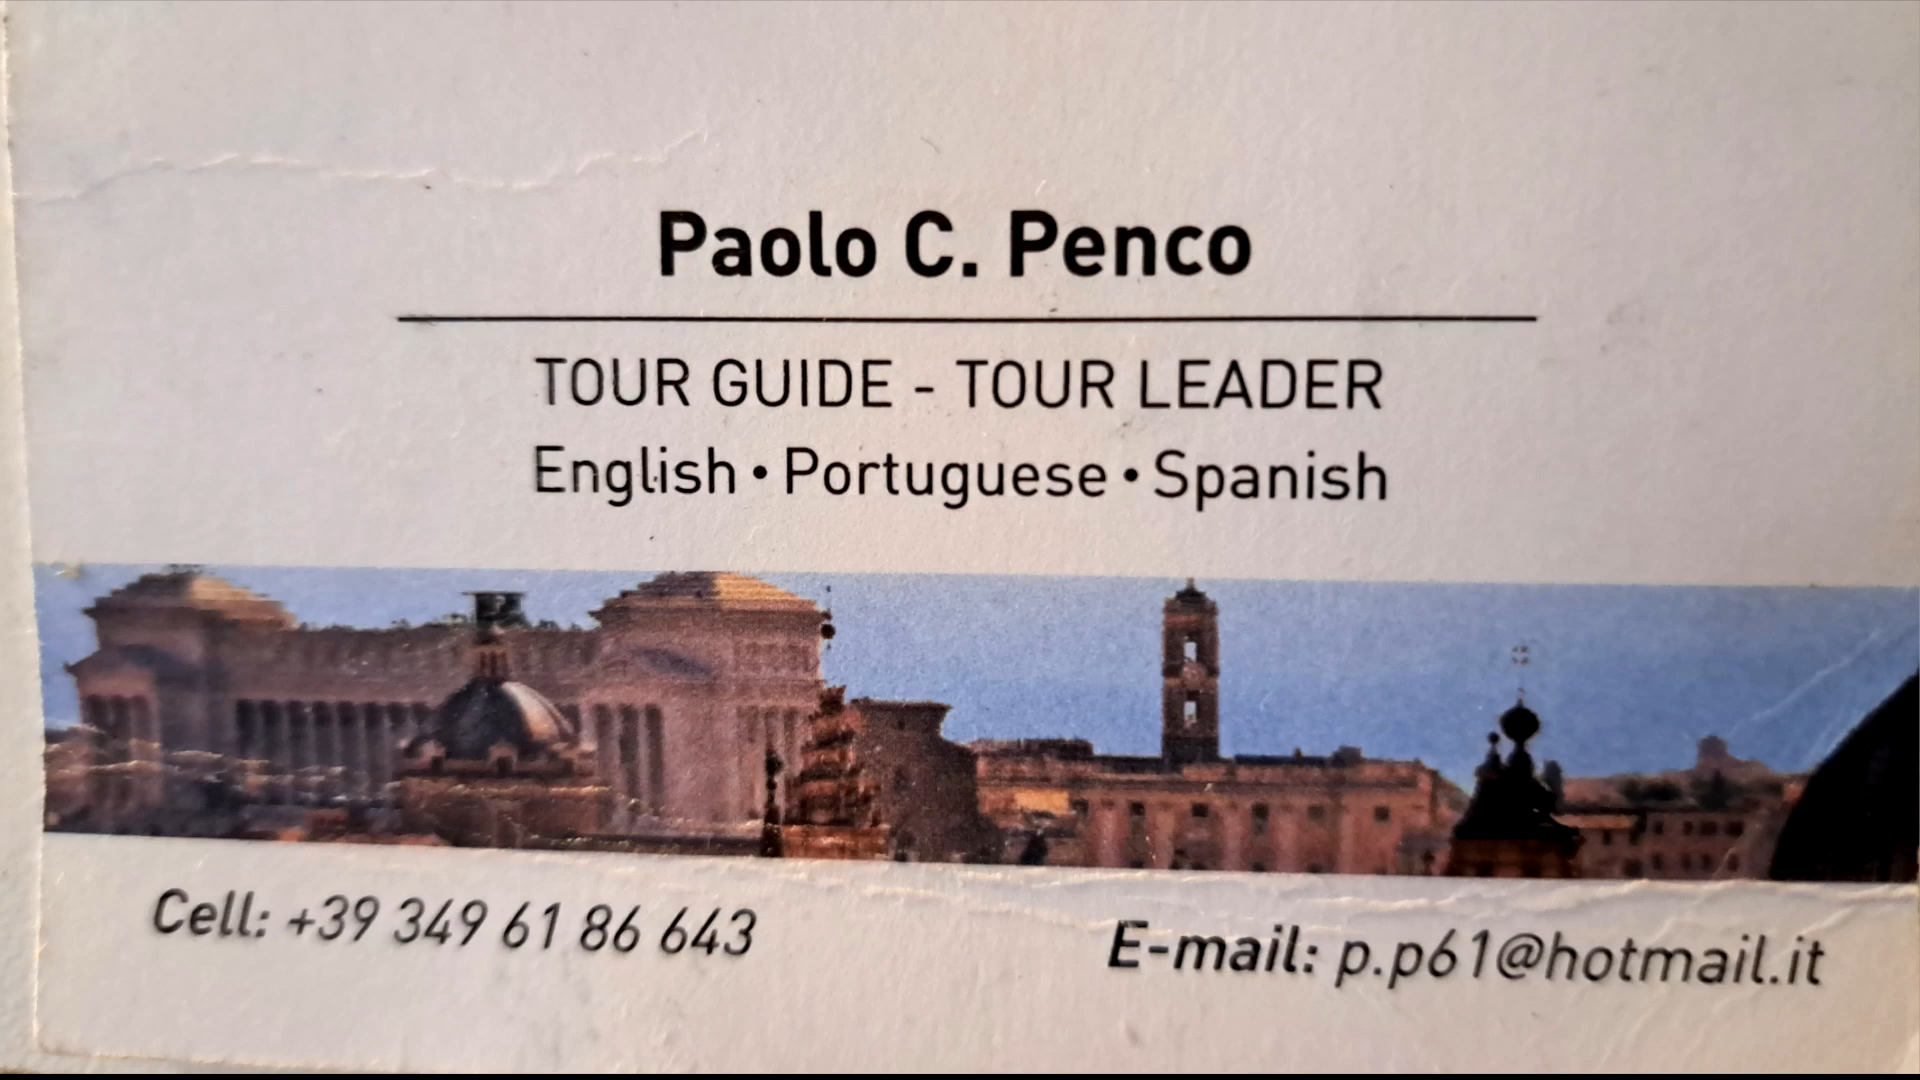 Paolo C. Penco
TOUR GUIDE - TOUR LEADER
English • Portuguese • Spanish
Cell: +39 349 61 86 643
E-mail: p.p61@hotmail.it